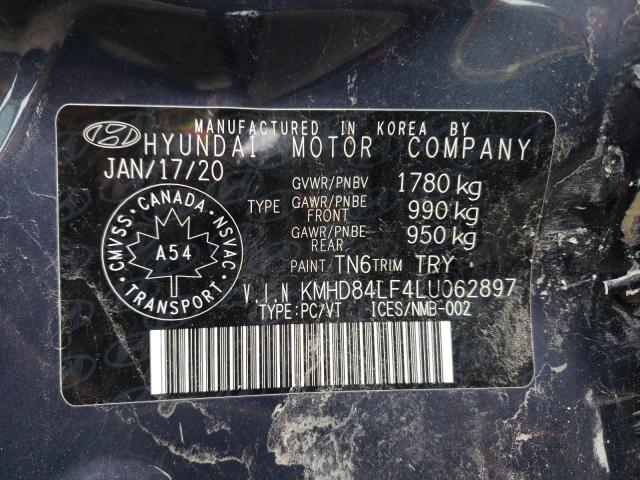 MANUFACTURED IN KOREA BY
HYUNDAI MOTOR COMPANY
JAN/17/20
GVWR/PNBV 1780 kg
TYPE GAWR/PNBE FRONT 990 kg
GAWR/PNBE REAR 950 kg
PAINT TN6 TRIM TRY
V.I.N KMHD84LF4LU062897
TYPE:PC/VT ICES/NMB-002
CANADA
CMVSS
NSVAC
A54
TRANSPORT